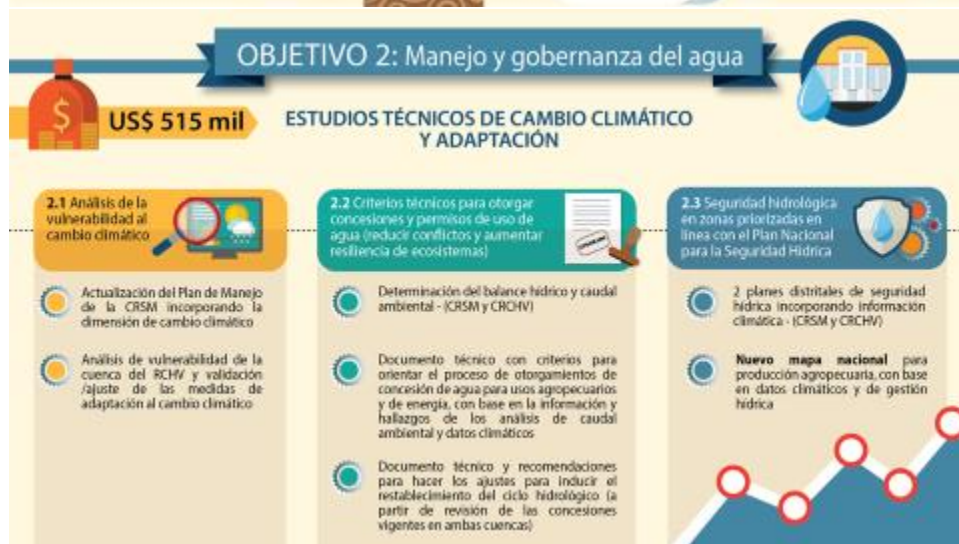 OBJETIVO 2: Manejo y gobernanza del agua
US$ 515 mil
ESTUDIOS TÉCNICOS DE CAMBIO CLIMÁTICO
Y ADAPTACIÓN
2.1 Análisis de la
vulnerabilidad al
cambio climático
Actualización del Plan de Manejo
de la CRSM incorporando la
dimensión de cambio climático
Análisis de vulnerabilidad de la
cuenca del RCHV y validación
/ajuste de las medidas de
adaptación al cambio climático
2.2 Criterios técnicos para otorgar
concesiones y permisos de uso de
agua (reducir conflictos y aumentar
resiliencia de ecosistemas)
Determinación del balance hídrico y caudal
ambiental - (CRSM y CRCHV)
Documento técnico con criterios para
orientar el proceso de otorgamientos de
concesión de agua para usos agropecuarios
y de energía, con base en la información y
hallazgos de los análisis de caudal
ambiental y datos climáticos
Documento técnico y recomendaciones
para hacer los ajustes para inducir el
restablecimiento del ciclo hidrológico (a
partir de revisión de las concesiones
vigentes en ambas cuencas)
2.3 Seguridad hidrológica
en zonas priorizadas en
línea con el Plan Nacional
para la Seguridad Hídrica
2 planes distritales de seguridad
hídrica incorporando información
climática - (CRSM y CRCHV)
Nuevo mapa nacional para
producción agropecuaria, con base
en datos climáticos y de gestión
hídrica